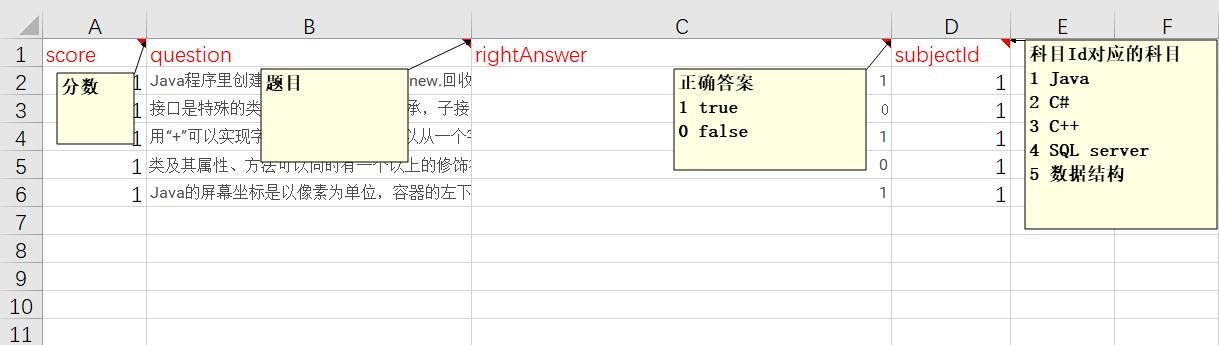 A B C D E F
1 score question rightAnswer subjectId
2 1 Java程序里创建 new,回收 1 1
3 1 接口是特殊的类 承，子接 0 1
4 1 用“+”可以实现字 以从一个字 1 1
5 1 类及其属性、方法可以同时有一个以上的修饰符 0 1
6 1 Java的屏幕坐标是以像素为单位，容器的左下 1 1
7
8
9
10
11
分数
题目
正确答案
1 true
0 false
科目Id对应的科目
1 Java
2 C#
3 C++
4 SQL server
5 数据结构